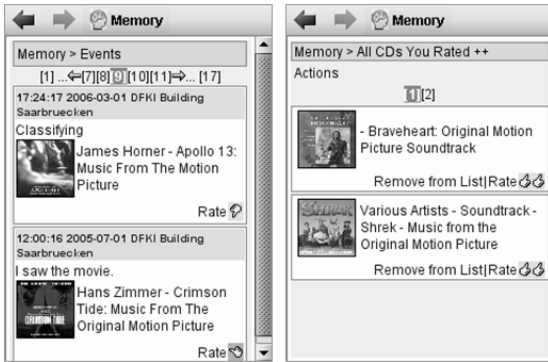 Memory
Memory > Events
[1] ...⇐[7][8][9][10][11]⇒... [17]
17:24:17 2006-03-01 DFKI Building
Saarbruecken
Classifying
James Horner - Apollo 13:
Music From The Motion
Picture
Rate
12:00:16 2005-07-01 DFKI Building
Saarbruecken
I saw the movie.
CRIMSON TIDE
Hans Zimmer - Crimson
Tide: Music From The
Original Motion Picture
Rate
Memory
Memory > All CDs You Rated ++
Actions
[1][2]
- Braveheart: Original Motion
Picture Soundtrack
Remove from List|Rate
SHREK
Various Artists - Soundtrack -
Shrek - Music from the
Original Motion Picture
Remove from List|Rate